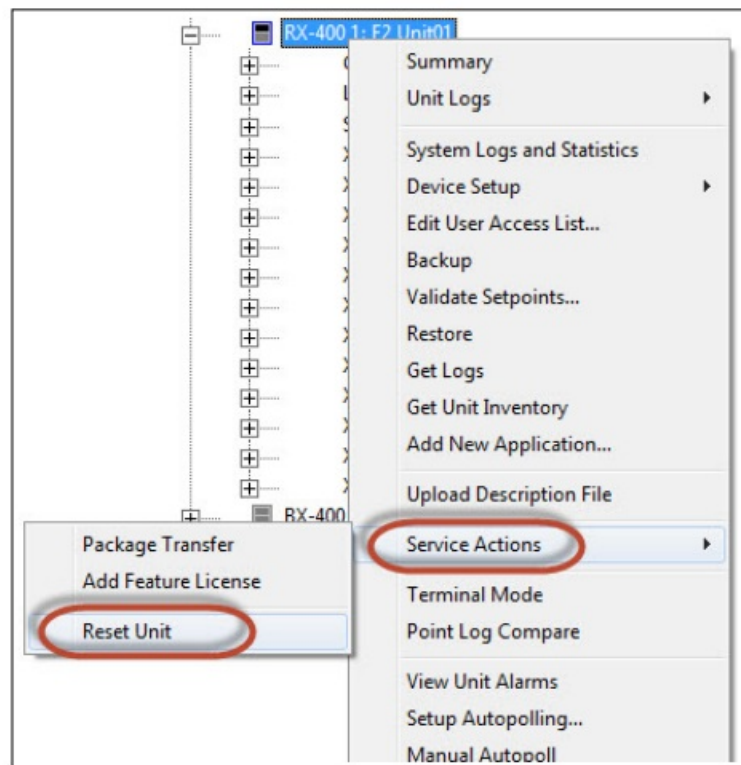 RX-400 1: E2 Unit01
Summary
Unit Logs
System Logs and Statistics
Device Setup
Edit User Access List...
Backup
Validate Setpoints...
Restore
Get Logs
Get Unit Inventory
Add New Application...
Upload Description File
RX-400
Service Actions
Package Transfer
Add Feature License
Reset Unit
Terminal Mode
Point Log Compare
View Unit Alarms
Setup Autopolling...
Manual Autopoll